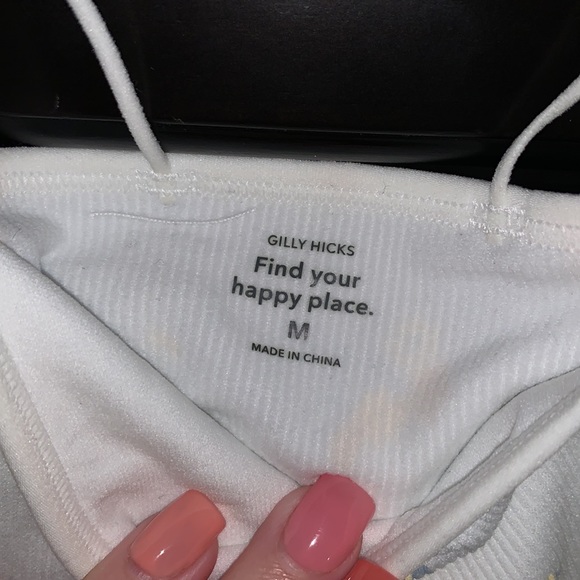 GILLY HICKS
Find your
happy place.
M
MADE IN CHINA